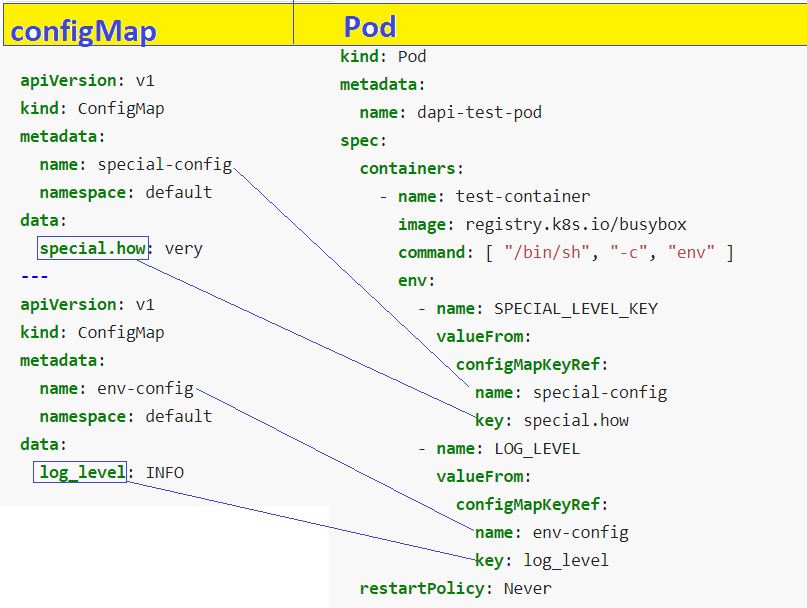 configMap
apiVersion: v1
kind: ConfigMap
metadata:
  name: special-config
  namespace: default
data:
  special.how: very
---
apiVersion: v1
kind: ConfigMap
metadata:
  name: env-config
  namespace: default
data:
  log_level: INFO
Pod
kind: Pod
metadata:
  name: dapi-test-pod
spec:
  containers:
    - name: test-container
      image: registry.k8s.io/busybox
      command: [ "/bin/sh", "-c", "env" ]
      env:
        - name: SPECIAL_LEVEL_KEY
          valueFrom:
            configMapKeyRef:
              name: special-config
              key: special.how
        - name: LOG_LEVEL
          valueFrom:
            configMapKeyRef:
              name: env-config
              key: log_level
  restartPolicy: Never